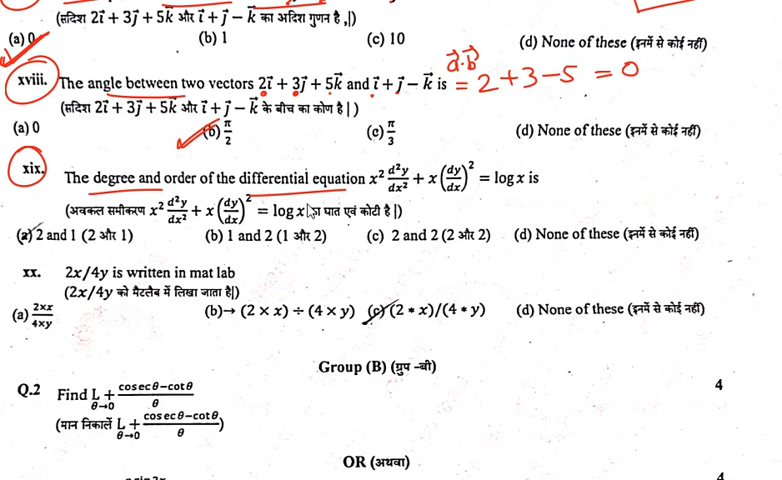 (सदिश 2i⃗ + 3j⃗ + 5k⃗ और i⃗ + j⃗ − k⃗ का अदिश गुणन है ,|)
(a) 0 (b) 1 (c) 10 (d) None of these (इनमें से कोई नहीं)
xviii. The angle between two vectors 2i⃗ + 3j⃗ + 5k⃗ and i⃗ + j⃗ − k⃗ is a⃗.b⃗ = 2+3−5 = 0
(सदिश 2i⃗ + 3j⃗ + 5k⃗ और i⃗ + j⃗ − k⃗ के बीच का कोण है | )
(a) 0 (b) π/2 (c) π/3 (d) None of these (इनमें से कोई नहीं)
xix. The degree and order of the differential equation x² d²y/dx² + x (dy/dx)² = log x is
(अवकल समीकरण x² d²y/dx² + x (dy/dx)² = log x का घात एवं कोटी है |)
(a) 2 and 1 (2 और 1) (b) 1 and 2 (1 और 2) (c) 2 and 2 (2 और 2) (d) None of these (इनमें से कोई नहीं)
xx. 2x/4y is written in mat lab
(2x/4y को मैटलैब में लिखा जाता है|)
(a) 2×x/4×y (b)→ (2 × x) ÷ (4 × y) (c) (2 * x)/(4 * y) (d) None of these (इनमें से कोई नहीं)
Group (B) (ग्रुप -बी)
Q.2 Find L t θ→0 cosecθ−cotθ/θ 4
(मान निकालें L t θ→0 cosecθ−cotθ/θ)
OR (अथवा)
4